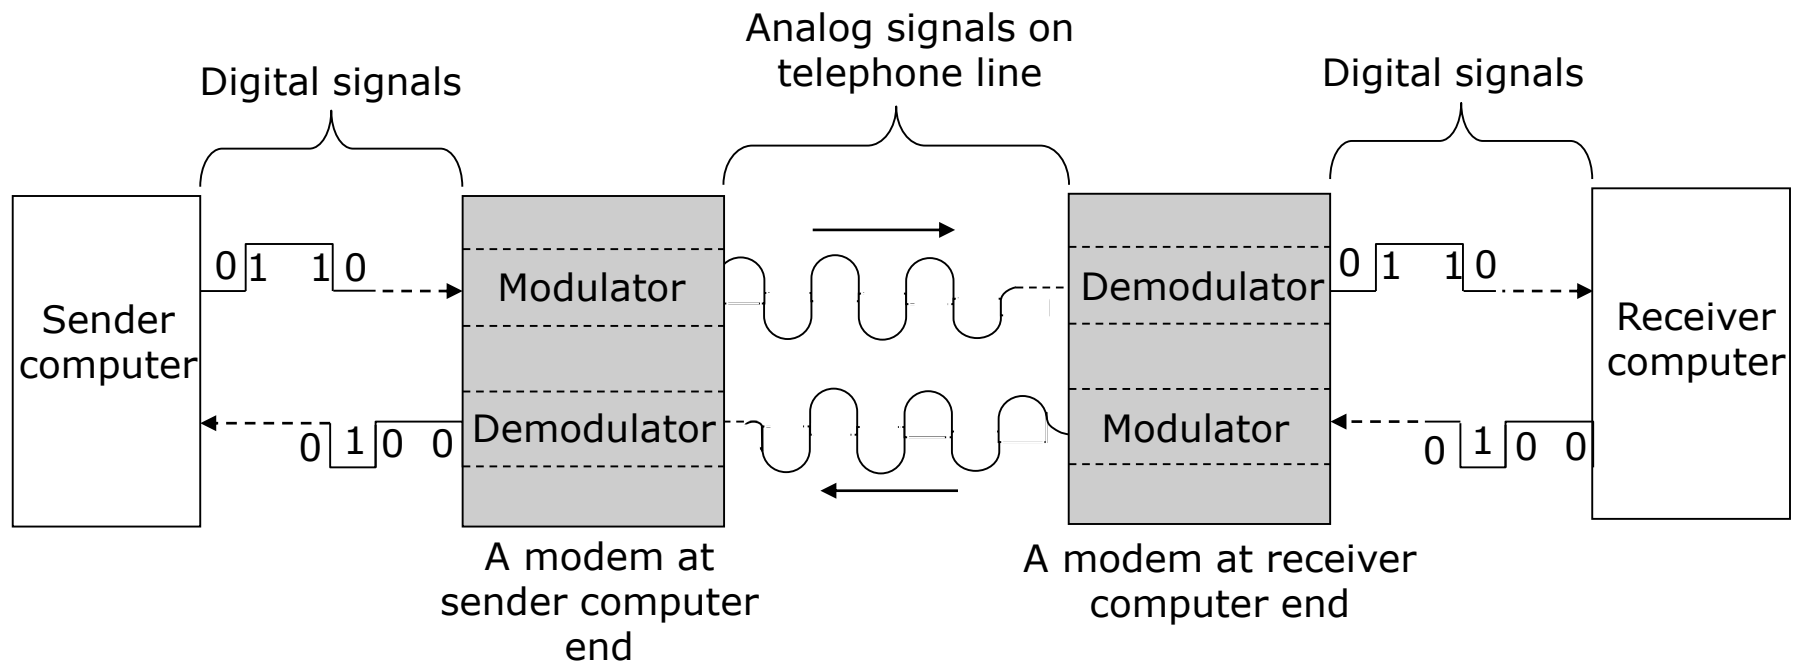 Analog signals on
telephone line
Digital signals
Digital signals
Sender
computer
0 1 1 0
Modulator
Demodulator
0 1 1 0
Receiver
computer
0 1 0 0
Demodulator
Modulator
0 1 0 0
A modem at
sender computer
end
A modem at receiver
computer end